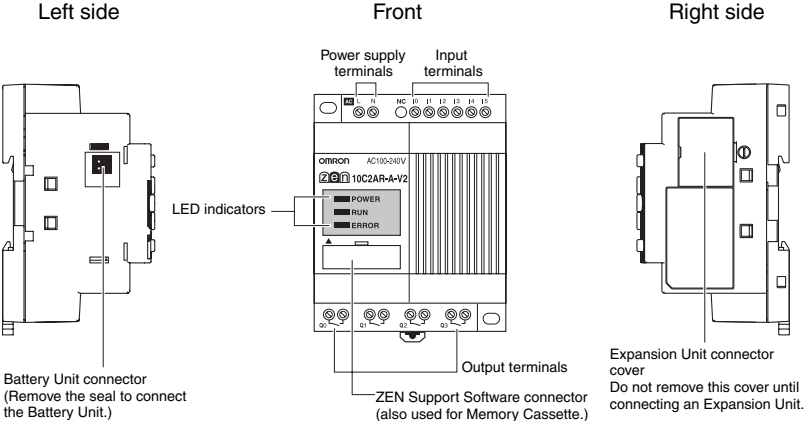 Left side
Front
Right side
Power supply
terminals
Input
terminals
AC L N NC I0 I1 I2 I3 I4 I5
OMRON AC100-240V
ZEN 10C2AR-A-V2
POWER
RUN
ERROR
LED indicators
Q0 Q1 Q2 Q3
Output terminals
Battery Unit connector
(Remove the seal to connect
the Battery Unit.)
ZEN Support Software connector
(also used for Memory Cassette.)
Expansion Unit connector
cover
Do not remove this cover until
connecting an Expansion Unit.